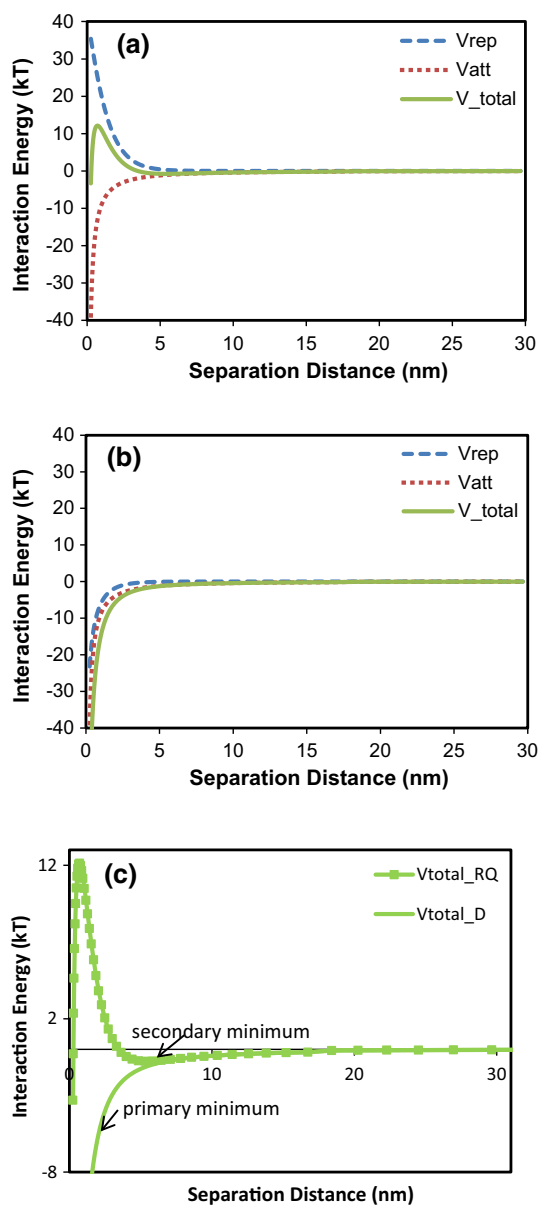 (a)
Vrep
Vatt
V_total
40
30
20
10
0
-10
-20
-30
-40
Interaction Energy (kT)
0 5 10 15 20 25 30
Separation Distance (nm)
(b)
Vrep
Vatt
V_total
40
30
20
10
0
-10
-20
-30
-40
Interaction Energy (kT)
0 5 10 15 20 25 30
Separation Distance (nm)
(c)
Vtotal_RQ
Vtotal_D
12
2
-8
Interaction Energy (kT)
secondary minimum
0 10 20 30
primary minimum
Separation Distance (nm)